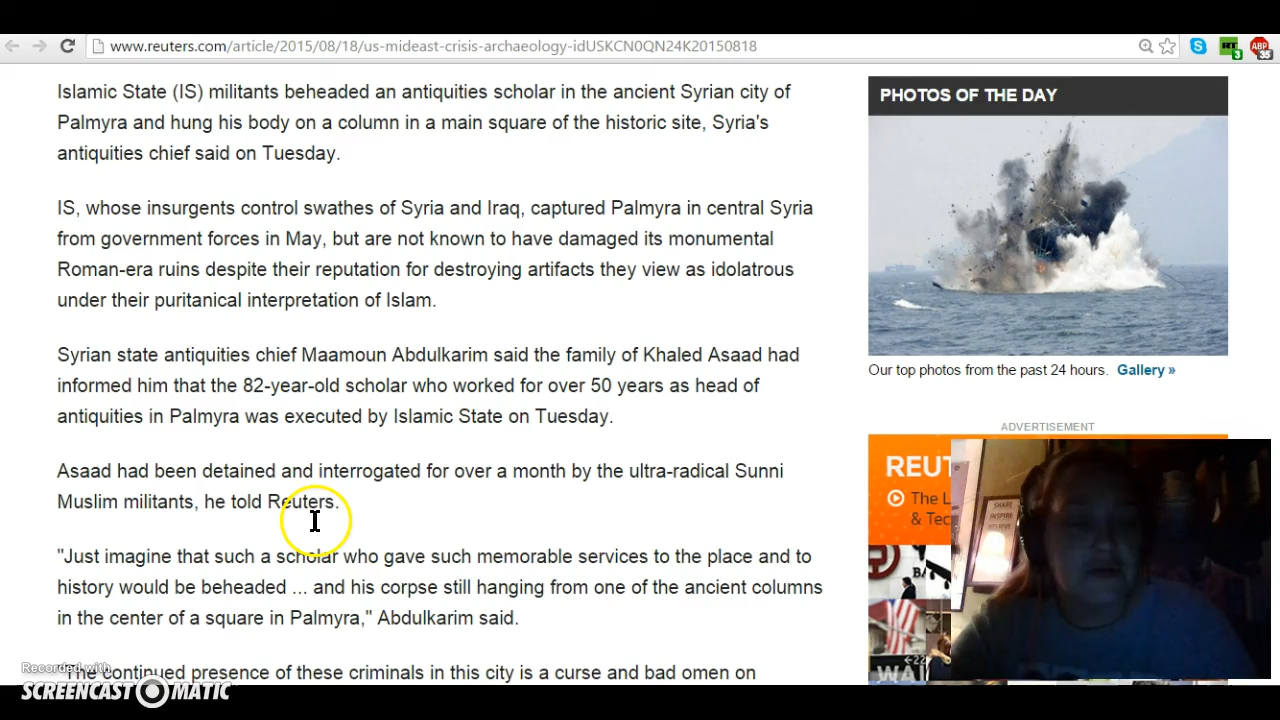 www.reuters.com/article/2015/08/18/us-mideast-crisis-archaeology-idUSKCN0QN24K20150818
3
ABP
35
Islamic State (IS) militants beheaded an antiquities scholar in the ancient Syrian city of
Palmyra and hung his body on a column in a main square of the historic site, Syria's
antiquities chief said on Tuesday.
IS, whose insurgents control swathes of Syria and Iraq, captured Palmyra in central Syria
from government forces in May, but are not known to have damaged its monumental
Roman-era ruins despite their reputation for destroying artifacts they view as idolatrous
under their puritanical interpretation of Islam.
Syrian state antiquities chief Maamoun Abdulkarim said the family of Khaled Asaad had
informed him that the 82-year-old scholar who worked for over 50 years as head of
antiquities in Palmyra was executed by Islamic State on Tuesday.
Asaad had been detained and interrogated for over a month by the ultra-radical Sunni
Muslim militants, he told Reuters.
"Just imagine that such a scholar who gave such memorable services to the place and to
history would be beheaded ... and his corpse still hanging from one of the ancient columns
in the center of a square in Palmyra," Abdulkarim said.
"The continued presence of these criminals in this city is a curse and bad omen on
Recorded with
SCREENCAST MATIC
PHOTOS OF THE DAY
Our top photos from the past 24 hours. Gallery »
ADVERTISEMENT
REU
The L
& Tec
BA
WA
SHARE
INSPIRE